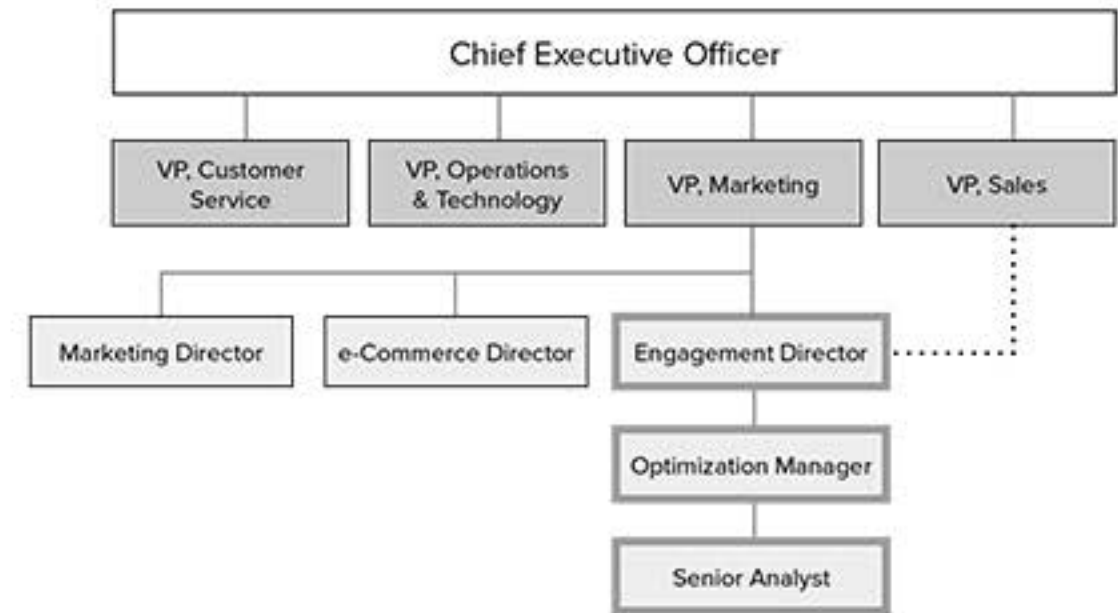 Chief Executive Officer
VP, Customer
Service
VP, Operations
& Technology
VP, Marketing
VP, Sales
Marketing Director
e-Commerce Director
Engagement Director
Optimization Manager
Senior Analyst